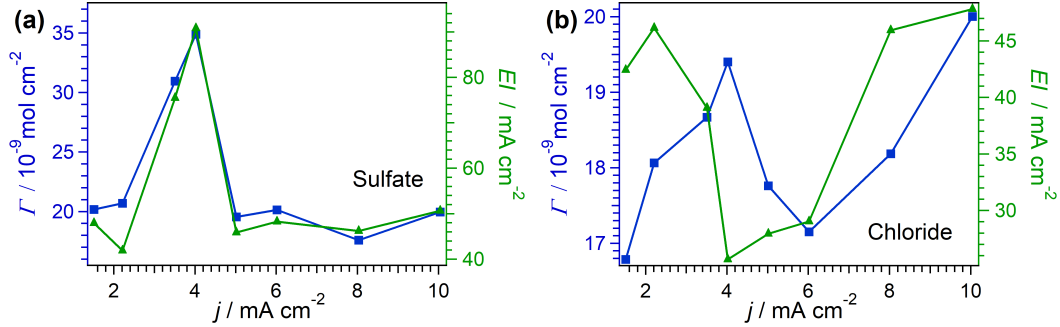 (a)
35
30
25
20
Γ / 10⁻⁹mol cm⁻²
80
60
40
EI / mA cm⁻²
Sulfate
2 4 6 8 10
j / mA cm⁻²
(b)
20
19
18
17
Γ / 10⁻⁹mol cm⁻²
45
40
35
30
EI / mA cm⁻²
Chloride
2 4 6 8 10
j / mA cm⁻²